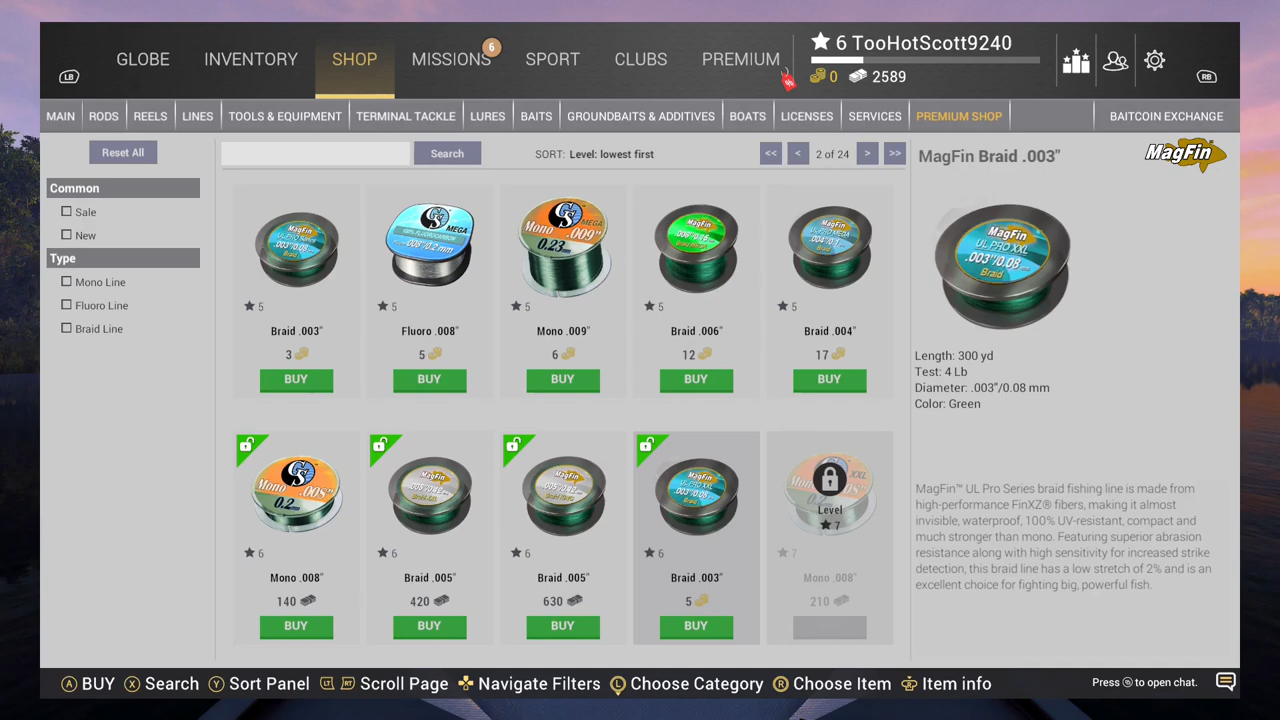 GLOBE INVENTORY SHOP MISSIONS 6 SPORT CLUBS PREMIUM
6 TooHotScott9240
0 2589
LB RB
MAIN RODS REELS LINES TOOLS & EQUIPMENT TERMINAL TACKLE LURES BAITS GROUNDBAITS & ADDITIVES BOATS LICENSES SERVICES PREMIUM SHOP BAITCOIN EXCHANGE
Reset All
Search
SORT: Level: lowest first
<< < 2 of 24 > >>
Common
Sale
New
Type
Mono Line
Fluoro Line
Braid Line
5 5 5 5 5
Braid .003" Fluoro .008" Mono .009" Braid .006" Braid .004"
3 5 6 12 17
BUY BUY BUY BUY BUY
Level
7
6 6 6 6 7
Mono .008" Braid .005" Braid .005" Braid .003" Mono .008"
140 420 630 5 210
BUY BUY BUY BUY
MagFin Braid .003"
MagFin
MagFin
UL PRO XXL
.003"/0.08
Braid
Length: 300 yd
Test: 4 Lb
Diameter: .003"/0.08 mm
Color: Green
MagFin™ UL Pro Series braid fishing line is made from
high-performance FinXZ® fibers, making it almost
invisible, waterproof, 100% UV-resistant, compact and
much stronger than mono. Featuring superior abrasion
resistance along with high sensitivity for increased strike
detection, this braid line has a low stretch of 2% and is an
excellent choice for fighting big, powerful fish.
A BUY X Search Y Sort Panel LT RT Scroll Page Navigate Filters L Choose Category R Choose Item Item info
Press to open chat.